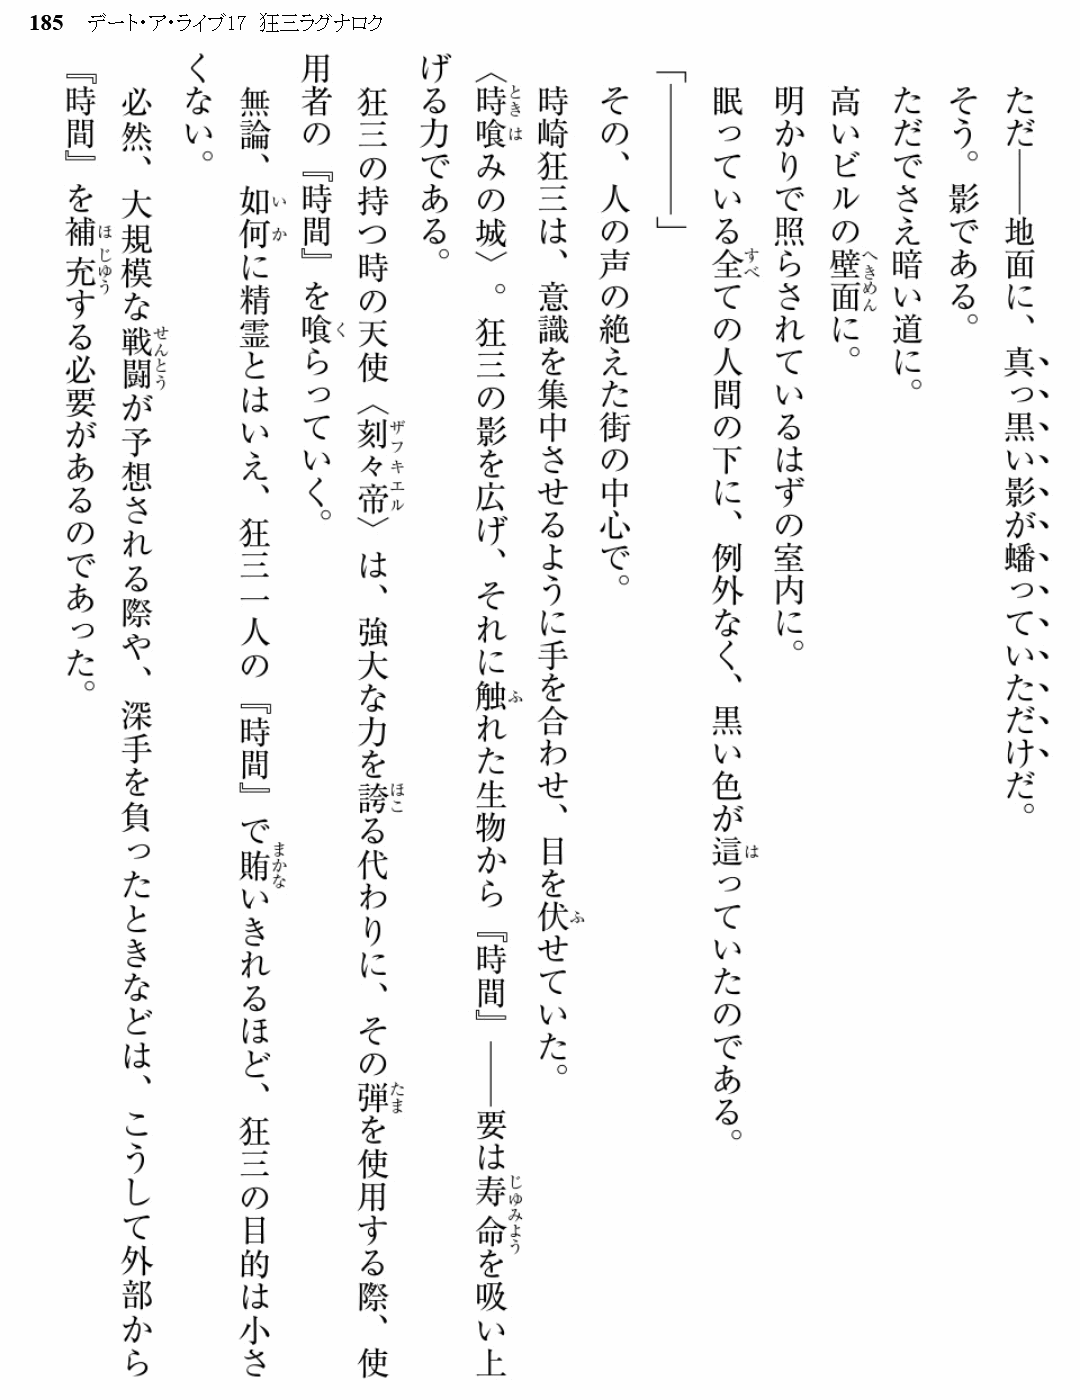 185 デート・ア・ライブ17 狂三ラグナロク
ただ――地面に、真っ黒い影が蟠っていただけだ。
そう。影である。
ただでさえ暗い道に。
高いビルの壁面に。
明かりで照らされているはずの室内に。
眠っている全ての人間の下に、例外なく、黒い色が這っていたのである。
「――――」
その、人の声の絶えた街の中心で。
時崎狂三は、意識を集中させるように手を合わせ、目を伏せていた。
〈時喰みの城〉。狂三の影を広げ、それに触れた生物から『時間』――要は寿命を吸い上
げる力である。
狂三の持つ時の天使〈刻々帝〉は、強大な力を誇る代わりに、その弾を使用する際、使
用者の『時間』を喰らっていく。
無論、如何に精霊とはいえ、狂三一人の『時間』で賄いきれるほど、狂三の目的は小さ
くない。
必然、大規模な戦闘が予想される際や、深手を負ったときなどは、こうして外部から
『時間』を補充する必要があるのであった。